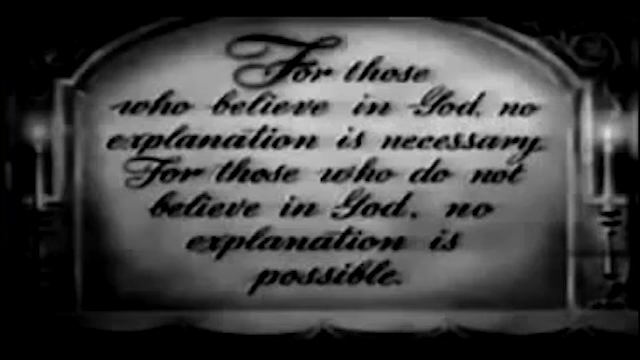 For those
who believe in God, no
explanation is necessary.
For those who do not
believe in God, no
explanation is
possible.